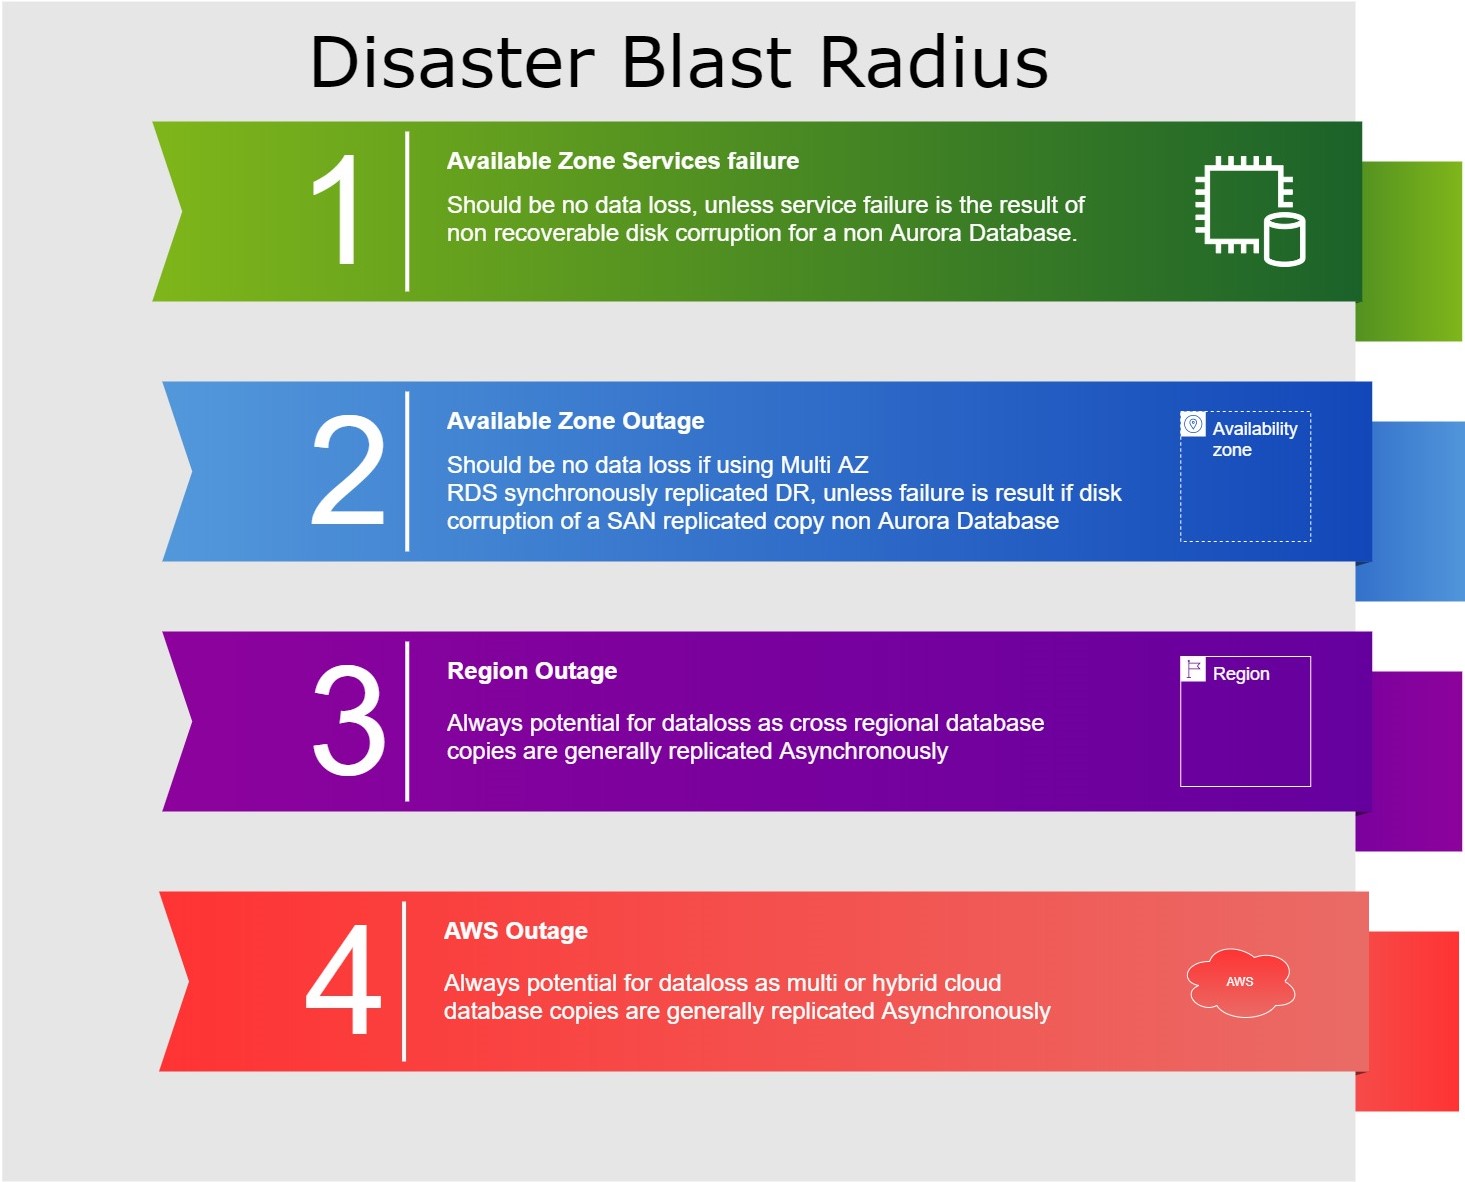 Disaster Blast Radius
1
Available Zone Services failure
Should be no data loss, unless service failure is the result of
non recoverable disk corruption for a non Aurora Database.
2
Available Zone Outage
Should be no data loss if using Multi AZ
RDS synchronously replicated DR, unless failure is result if disk
corruption of a SAN replicated copy non Aurora Database
Availability
zone
3
Region Outage
Always potential for dataloss as cross regional database
copies are generally replicated Asynchronously
Region
4
AWS Outage
Always potential for dataloss as multi or hybrid cloud
database copies are generally replicated Asynchronously
AWS